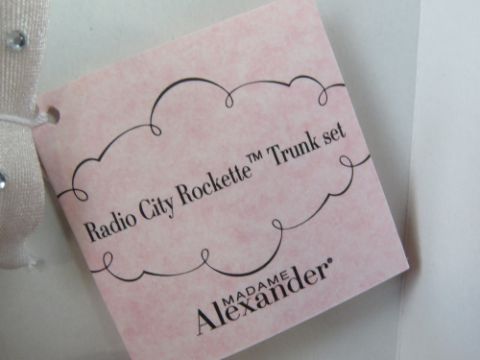 Radio City Rockette™ Trunk set
MADAME
Alexander®